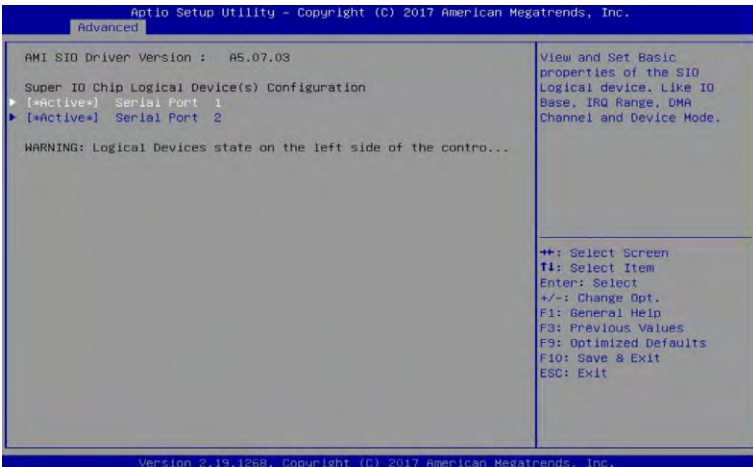 Aptio Setup Utility – Copyright (C) 2017 American Megatrends, Inc.
Advanced
AMI SIO Driver Version :   A5.07.03
Super IO Chip Logical Device(s) Configuration
[*Active*]   Serial Port   1
[*Active*]   Serial Port   2
WARNING: Logical Devices state on the left side of the contro...
View and Set Basic
properties of the SIO
Logical device. Like IO
Base, IRQ Range, DMA
Channel and Device Mode.
→←: Select Screen
↑↓: Select Item
Enter: Select
+/-: Change Opt.
F1: General Help
F3: Previous Values
F9: Optimized Defaults
F10: Save & Exit
ESC: Exit
Version 2.19.1268. Copyright (C) 2017 American Megatrends, Inc.